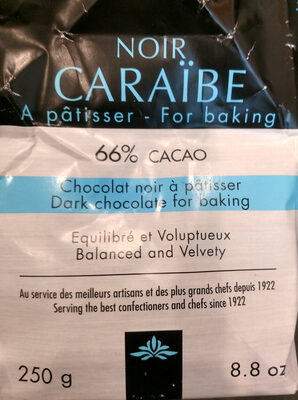 NOIR
CARAÏBE
A pâtisser - For baking
66% CACAO
Chocolat noir à pâtisser
Dark chocolate for baking
Equilibré et Voluptueux
Balanced and Velvety
Au service des meilleurs artisans et des plus grands chefs depuis 1922
Serving the best confectioners and chefs since 1922
250 g 8.8 oz